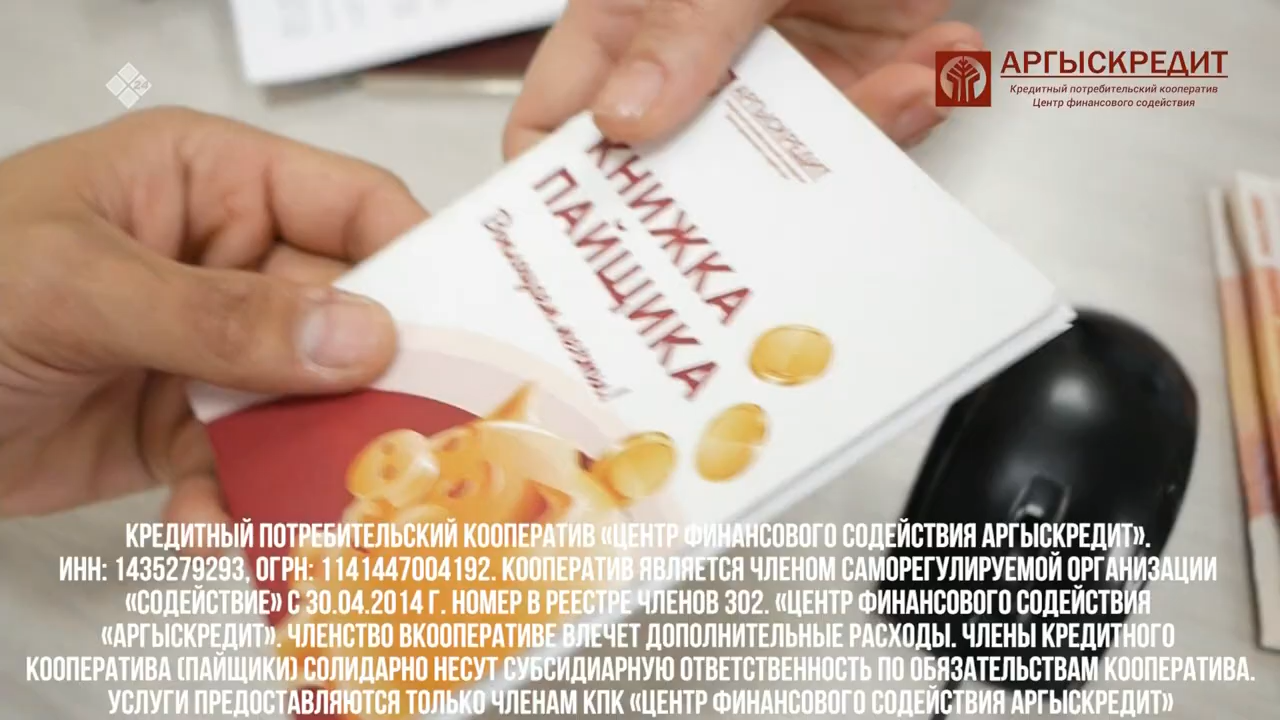 24
АРГЫСКРЕДИТ
Кредитный потребительский кооператив
Центр финансового содействия
КНИЖКА
ПАЙЩИКА
КРЕДИТНЫЙ ПОТРЕБИТЕЛЬСКИЙ КООПЕРАТИВ «ЦЕНТР ФИНАНСОВОГО СОДЕЙСТВИЯ АРГЫСКРЕДИТ».
ИНН: 1435279293, ОГРН: 1141447004192. КООПЕРАТИВ ЯВЛЯЕТСЯ ЧЛЕНОМ САМОРЕГУЛИРУЕМОЙ ОРГАНИЗАЦИИ
«СОДЕЙСТВИЕ» С 30.04.2014 Г. НОМЕР В РЕЕСТРЕ ЧЛЕНОВ 302. «ЦЕНТР ФИНАНСОВОГО СОДЕЙСТВИЯ
«АРГЫСКРЕДИТ». ЧЛЕНСТВО ВКООПЕРАТИВЕ ВЛЕЧЕТ ДОПОЛНИТЕЛЬНЫЕ РАСХОДЫ. ЧЛЕНЫ КРЕДИТНОГО
КООПЕРАТИВА (ПАЙЩИКИ) СОЛИДАРНО НЕСУТ СУБСИДИАРНУЮ ОТВЕТСТВЕННОСТЬ ПО ОБЯЗАТЕЛЬСТВАМ КООПЕРАТИВА.
УСЛУГИ ПРЕДОСТАВЛЯЮТСЯ ТОЛЬКО ЧЛЕНАМ КПК «ЦЕНТР ФИНАНСОВОГО СОДЕЙСТВИЯ АРГЫСКРЕДИТ»